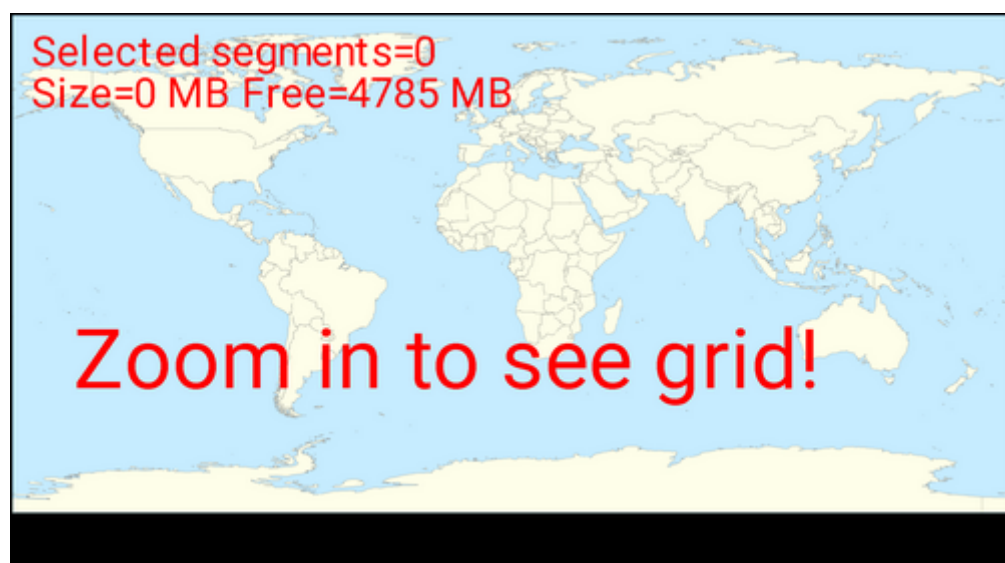 Selected segments=0
Size=0 MB Free=4785 MB
Zoom in to see grid!